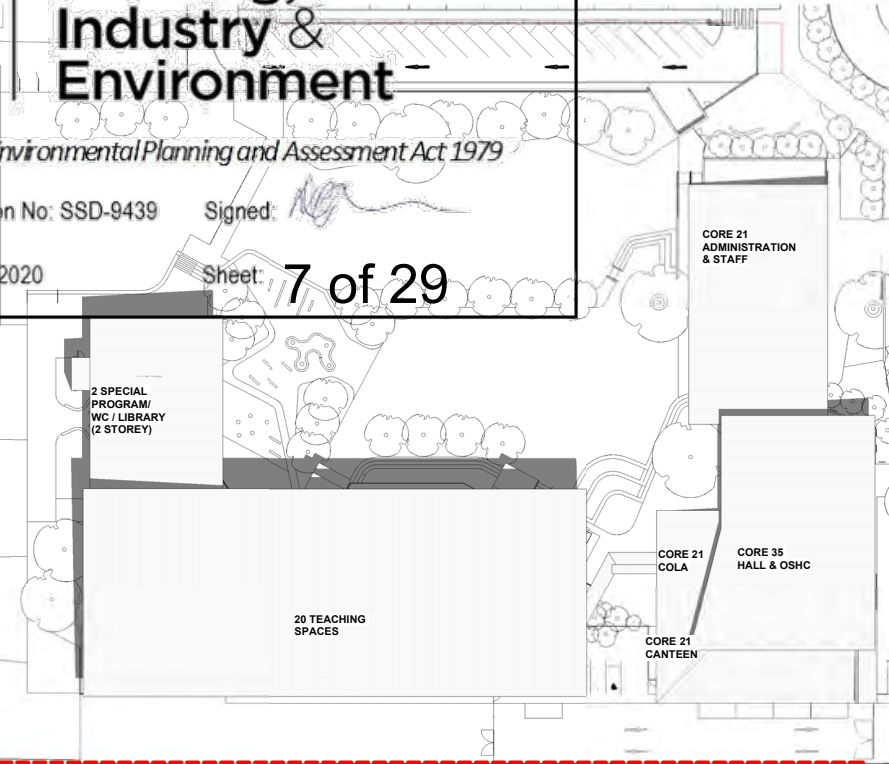 Industry &
Environment
Environmental Planning and Assessment Act 1979
No: SSD-9439 Signed:
2020 Sheet: 7 of 29
CORE 21
ADMINISTRATION
& STAFF
2 SPECIAL
PROGRAM/
WC / LIBRARY
(2 STOREY)
CORE 21
COLA
CORE 35
HALL & OSHC
20 TEACHING
SPACES
CORE 21
CANTEEN